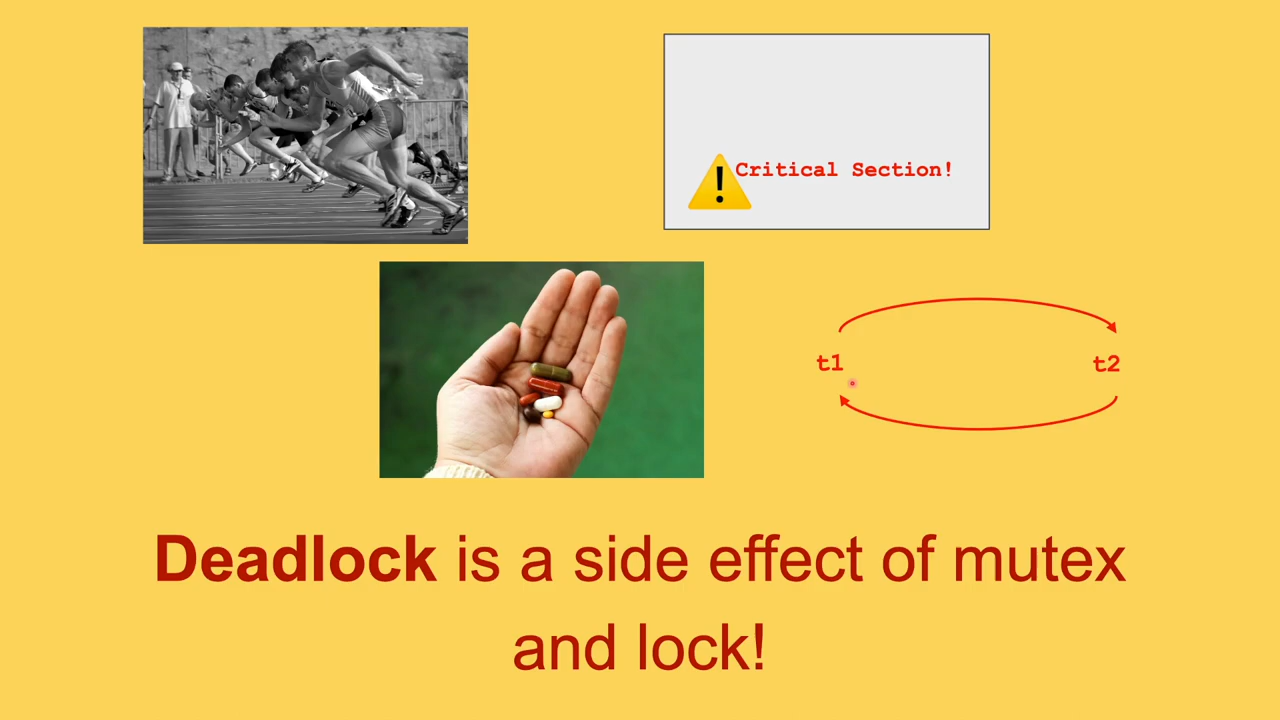 Critical Section!
t1
t2
Deadlock is a side effect of mutex
and lock!